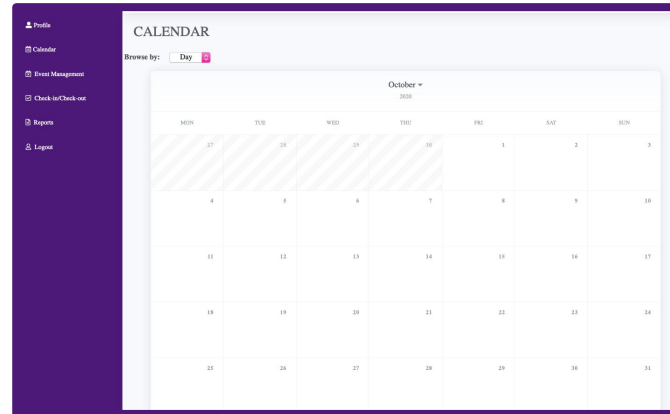 Profile
Calendar
Event Management
Check-in/Check-out
Reports
Logout
CALENDAR
Browse by: Day
October
2020
MON TUE WED THU FRI SAT SUN
27 28 29 30 1 2 3
4 5 6 7 8 9 10
11 12 13 14 15 16 17
18 19 20 21 22 23 24
25 26 27 28 29 30 31